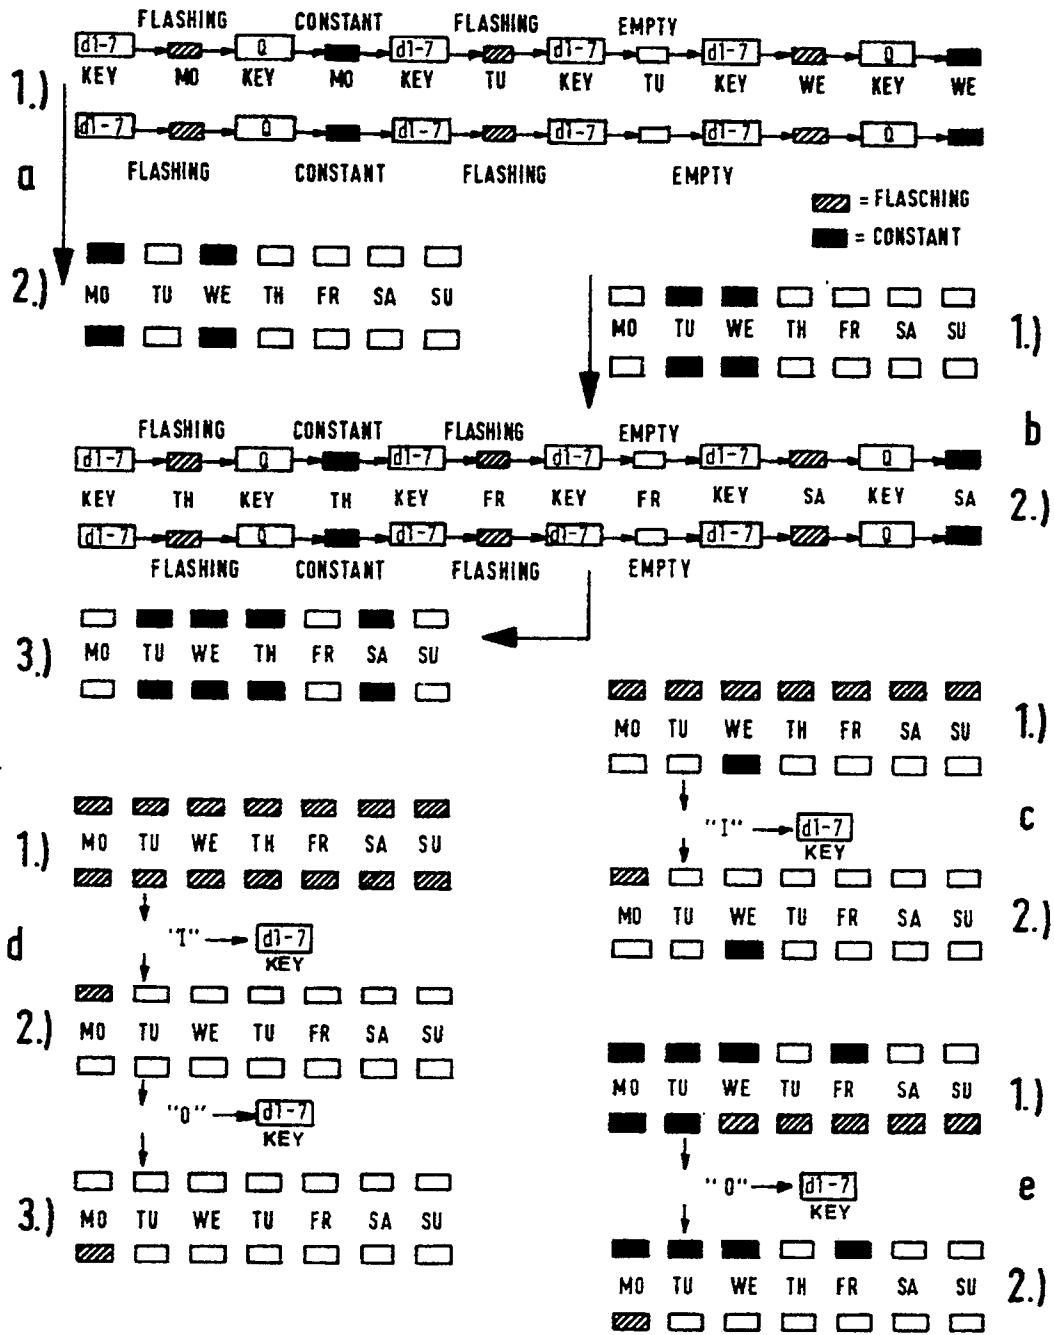 FLASHING CONSTANT FLASHING EMPTY
d1-7 Q d1-7 d1-7 d1-7 Q
1.) KEY MO KEY MO KEY TU KEY TU KEY WE KEY WE
d1-7 Q d1-7 d1-7 d1-7 Q
a
FLASHING CONSTANT FLASHING EMPTY
= FLASCHING
= CONSTANT
2.) MO TU WE TH FR SA SU
MO TU WE TH FR SA SU 1.)
b
FLASHING CONSTANT FLASHING EMPTY
d1-7 Q d1-7 d1-7 d1-7 Q
KEY TH KEY TH KEY FR KEY FR KEY SA KEY SA 2.)
d1-7 Q d1-7 d1-7 d1-7 Q
FLASHING CONSTANT FLASHING EMPTY
3.) MO TU WE TH FR SA SU
MO TU WE TH FR SA SU 1.)
"I" d1-7 c
KEY
MO TU WE TU FR SA SU 2.)
1.) MO TU WE TH FR SA SU
d "I" d1-7
KEY
2.) MO TU WE TU FR SA SU
"0" d1-7
KEY
3.) MO TU WE TU FR SA SU
MO TU WE TU FR SA SU 1.)
"0" d1-7 e
KEY
MO TU WE TH FR SA SU 2.)